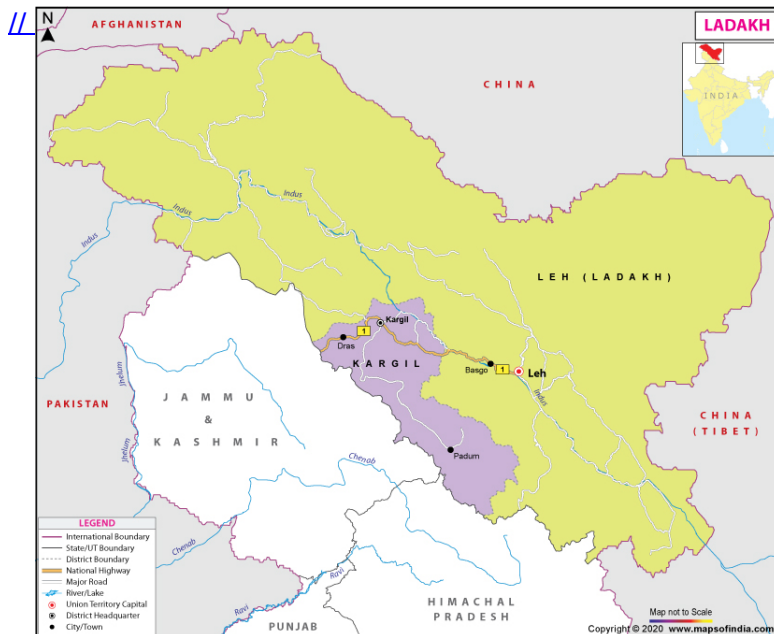 //
N
AFGHANISTAN
LADAKH
CHINA
INDIA
Indus
Indus
Indus
LEH (LADAKH)
Kargil
1
Dras
KARGIL
Basgo
1
Leh
Indus
JAMMU
&
KASHMIR
Jhelum
PAKISTAN
CHINA
(TIBET)
Jhelum
Chenab
Padum
LEGEND
International Boundary
State/UT Boundary
District Boundary
National Highway
Major Road
River/Lake
Union Territory Capital
District Headquarter
City/Town
Chenab
Ravi
Ravi
PUNJAB
HIMACHAL
PRADESH
Map not to Scale
Copyright © 2020 www.mapsofindia.com